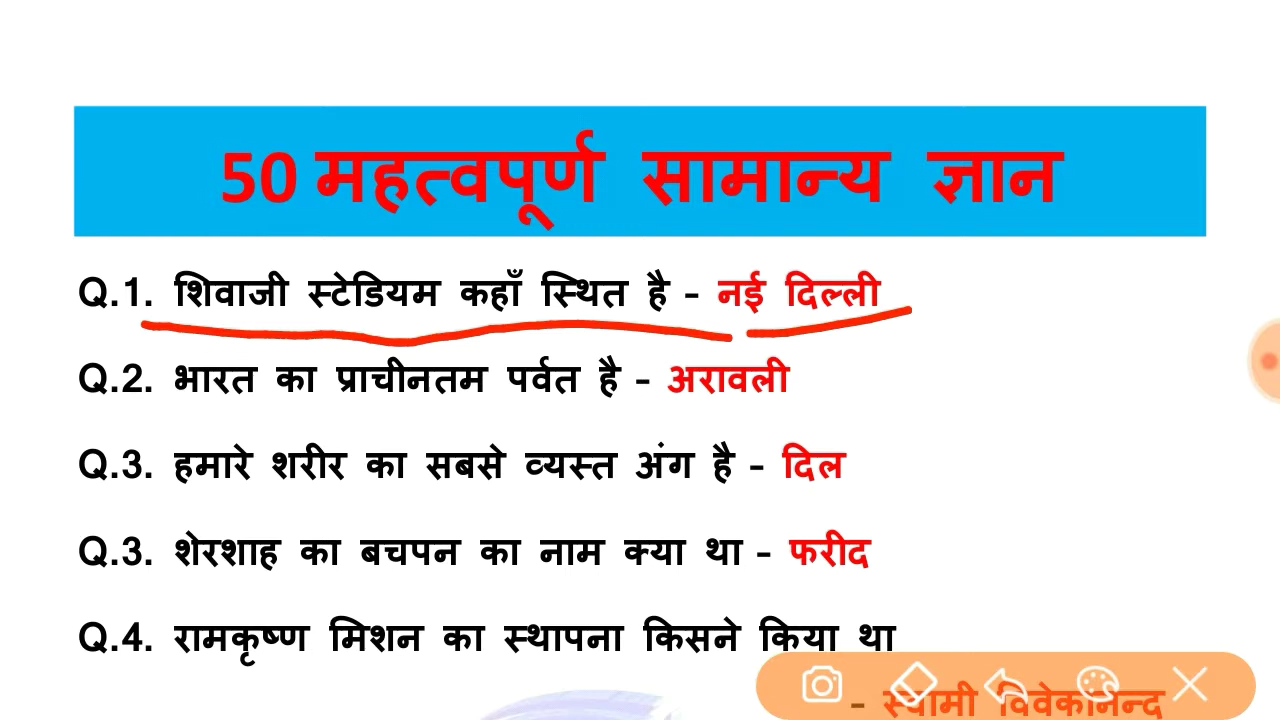 50 महत्वपूर्ण सामान्य ज्ञान
Q.1. शिवाजी स्टेडियम कहाँ स्थित है – नई दिल्ली
Q.2. भारत का प्राचीनतम पर्वत है – अरावली
Q.3. हमारे शरीर का सबसे व्यस्त अंग है – दिल
Q.3. शेरशाह का बचपन का नाम क्या था – फरीद
Q.4. रामकृष्ण मिशन का स्थापना किसने किया था
– स्वामी विवेकानन्द